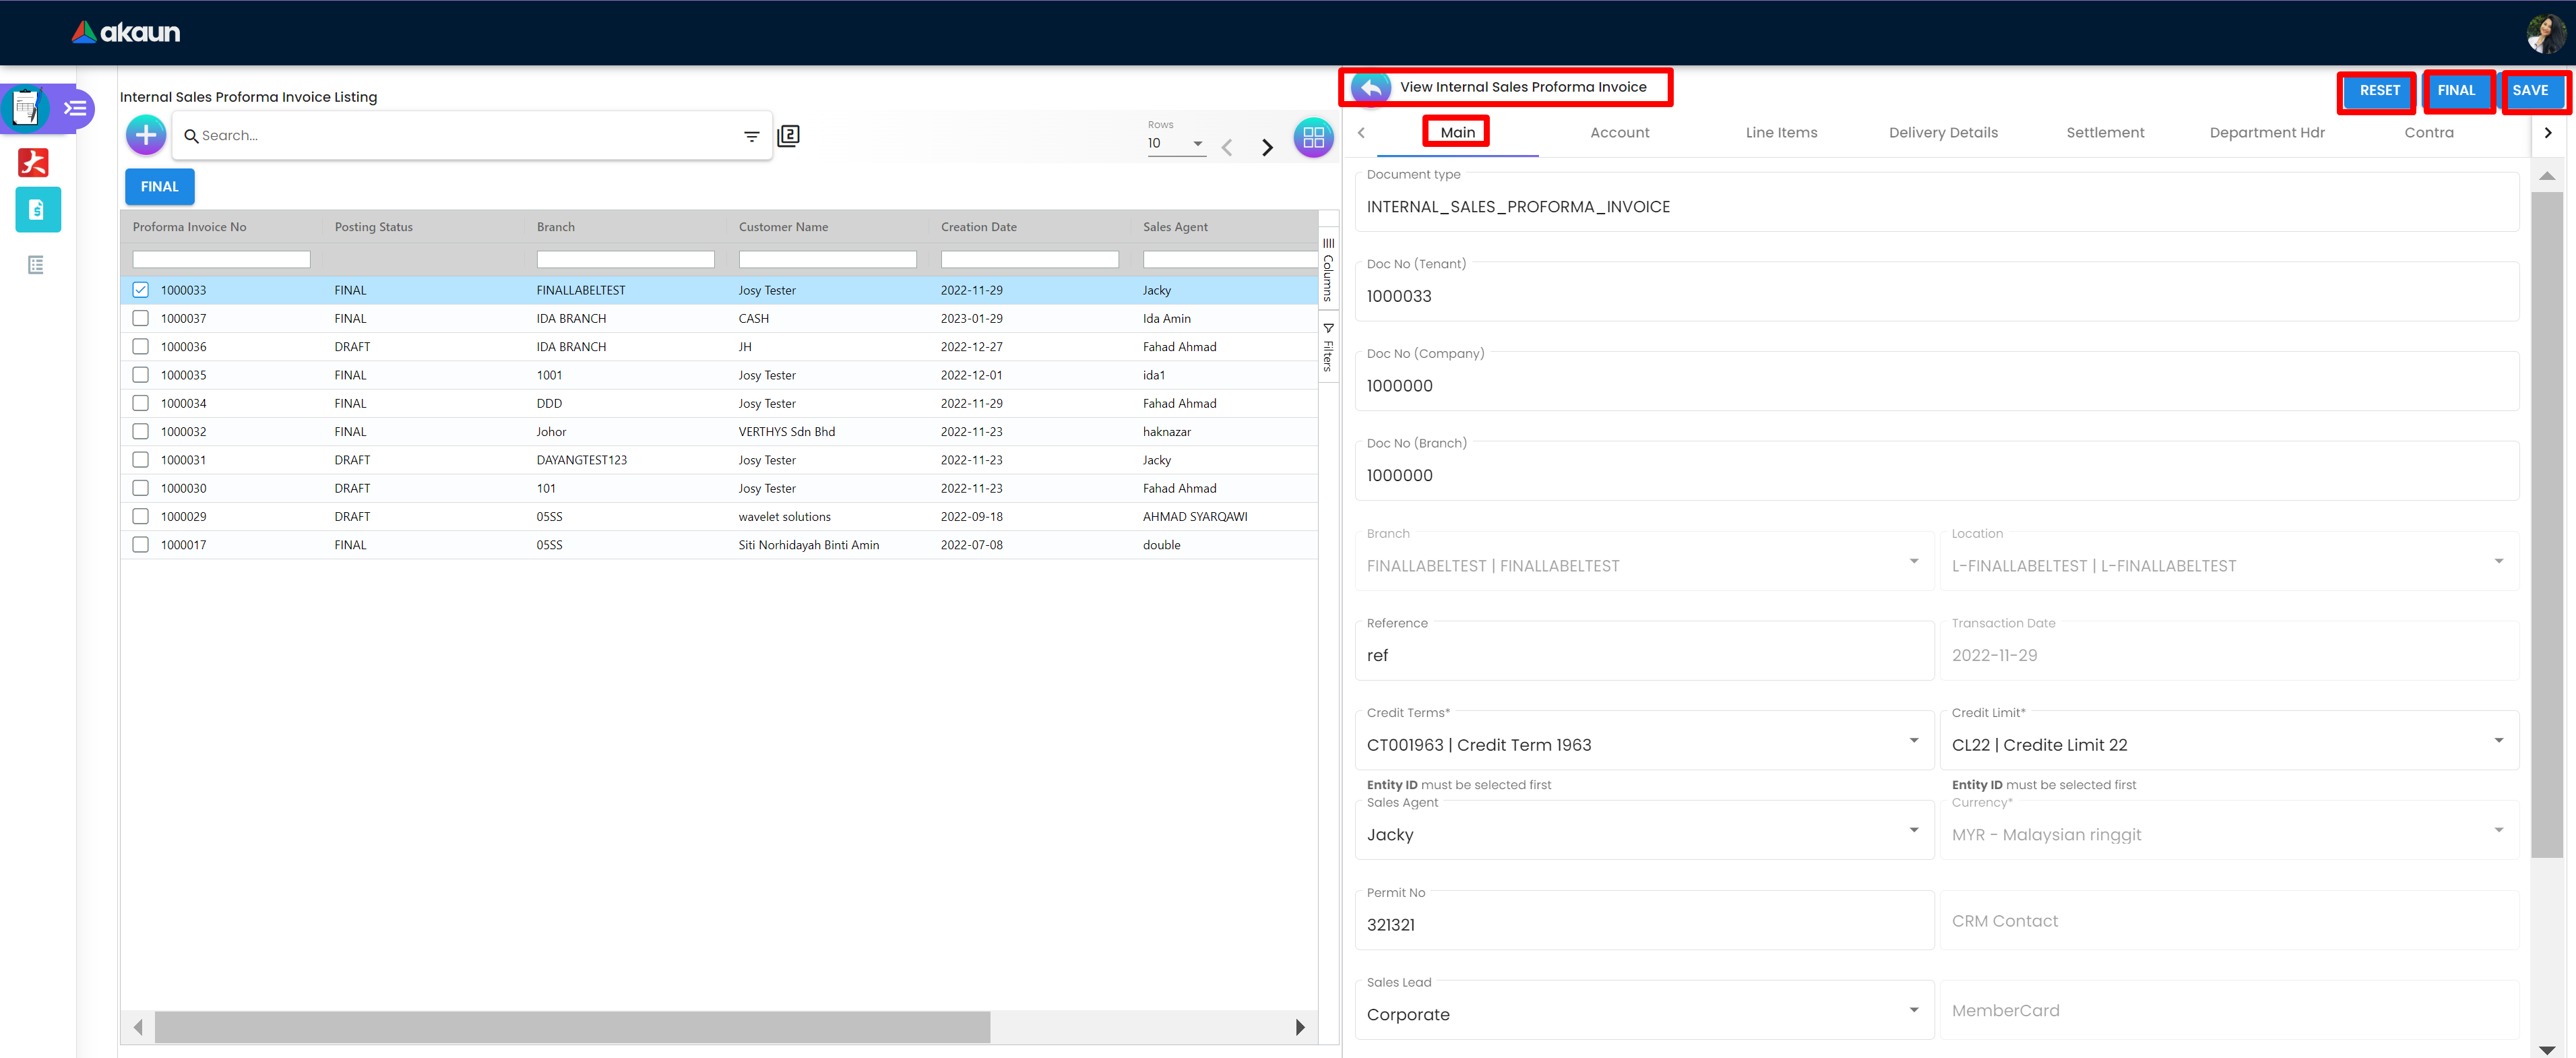 akaun
Internal Sales Proforma Invoice Listing
Search...
2
Rows
10
FINAL
Proforma Invoice No Posting Status Branch Customer Name Creation Date Sales Agent
1000033 FINAL FINALLABELTEST Josy Tester 2022-11-29 Jacky
1000037 FINAL IDA BRANCH CASH 2023-01-29 Ida Amin
1000036 DRAFT IDA BRANCH JH 2022-12-27 Fahad Ahmad
1000035 FINAL 1001 Josy Tester 2022-12-01 ida1
1000034 FINAL DDD Josy Tester 2022-11-29 Fahad Ahmad
1000032 FINAL Johor VERTHYS Sdn Bhd 2022-11-23 haknazar
1000031 DRAFT DAYANGTEST123 Josy Tester 2022-11-23 Jacky
1000030 DRAFT 101 Josy Tester 2022-11-23 Fahad Ahmad
1000029 DRAFT 05SS wavelet solutions 2022-09-18 AHMAD SYARQAWI
1000017 FINAL 05SS Siti Norhidayah Binti Amin 2022-07-08 double
Columns
Filters
View Internal Sales Proforma Invoice
RESET FINAL SAVE
Main Account Line Items Delivery Details Settlement Department Hdr Contra
Document type
INTERNAL_SALES_PROFORMA_INVOICE
Doc No (Tenant)
1000033
Doc No (Company)
1000000
Doc No (Branch)
1000000
Branch Location
FINALLABELTEST | FINALLABELTEST L-FINALLABELTEST | L-FINALLABELTEST
Reference Transaction Date
ref 2022-11-29
Credit Terms* Credit Limit*
CT001963 | Credit Term 1963 CL22 | Credite Limit 22
Entity ID must be selected first Entity ID must be selected first
Sales Agent Currency*
Jacky MYR - Malaysian ringgit
Permit No
321321 CRM Contact
Sales Lead
Corporate MemberCard